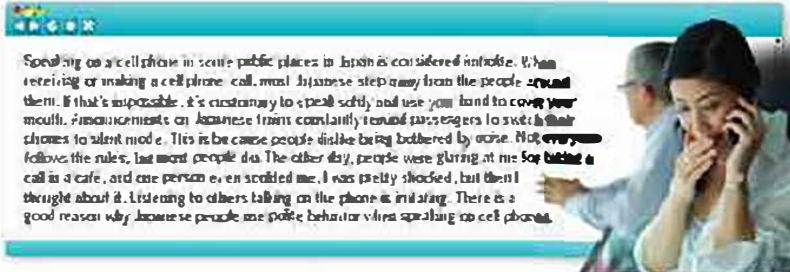 Speaking on a cell phone in some public places in Japan is considered impolite. When
receiving or making a cell phone call, most Japanese step away from the people around
them. If that's impossible, it's customary to speak softly and use your hand to cover your
mouth. Announcements on Japanese trains constantly remind passengers to switch their
phones to silent mode. This is because people dislike being bothered by noise. Not everyone
follows the rules, but most people do. The other day, people were glaring at me for taking a
call in a cafe, and one person even scolded me. I was pretty shocked, but then I
thought about it. Listening to others talking on the phone is irritating. There is a
good reason why Japanese people use polite behavior when speaking on cell phones.